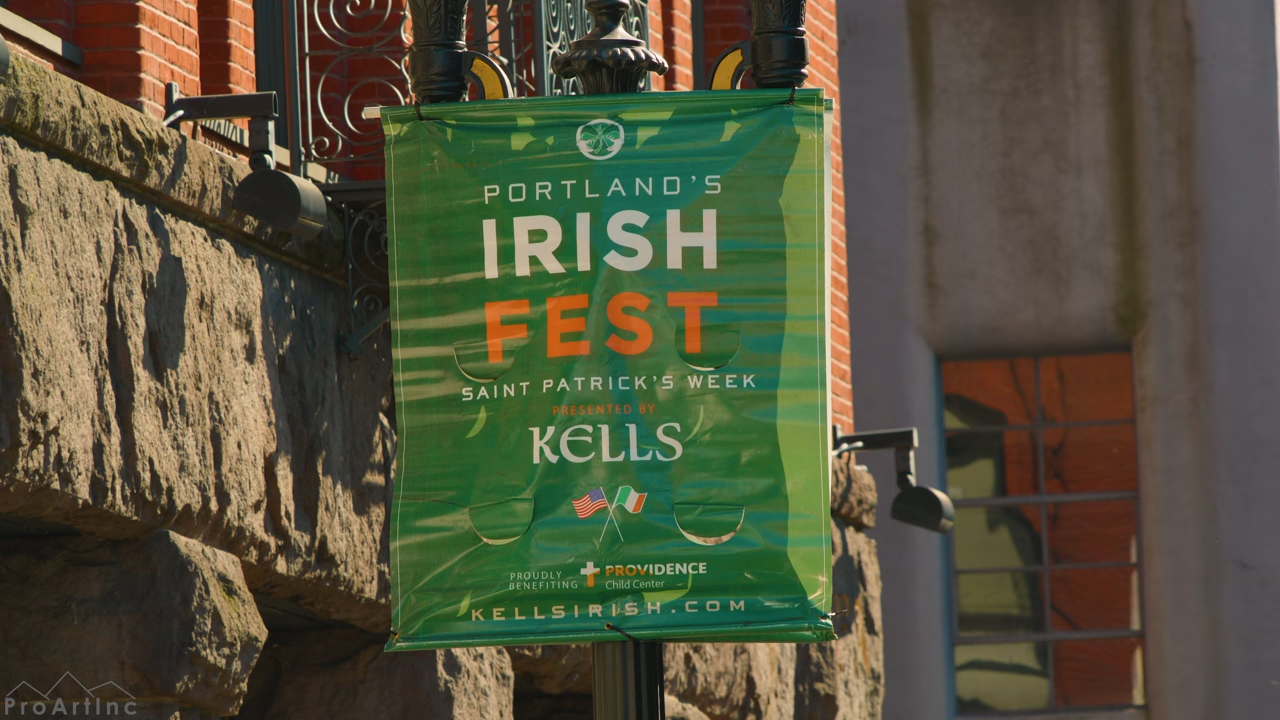 PORTLAND'S
IRISH
FEST
SAINT PATRICK'S WEEK
PRESENTED BY
KELLS
PROUDLY
BENEFITING
PROVIDENCE
Child Center
KELLSIRISH.COM
ProArtInc